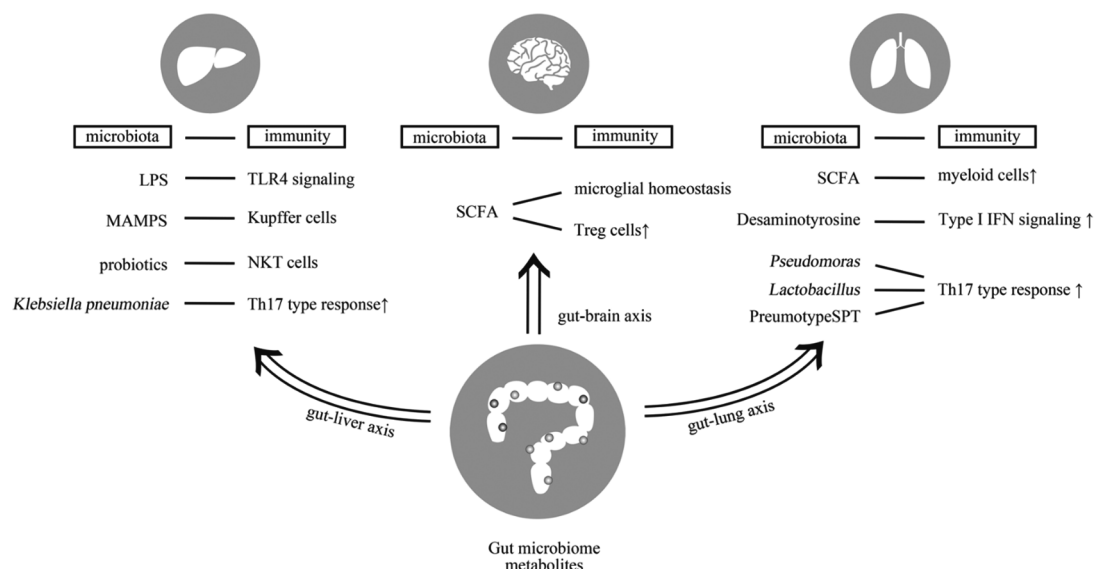 microbiota
immunity
LPS
TLR4 signaling
MAMPS
Kupffer cells
probiotics
NKT cells
Klebsiella pneumoniae
Th17 type response↑
gut-liver axis
microbiota
immunity
SCFA
microglial homeostasis
Treg cells↑
gut-brain axis
microbiota
immunity
SCFA
myeloid cells↑
Desaminotyrosine
Type I IFN signaling ↑
Pseudomoras
Lactobacillus
PreumotypeSPT
Th17 type response ↑
gut-lung axis
Gut microbiome
metabolites